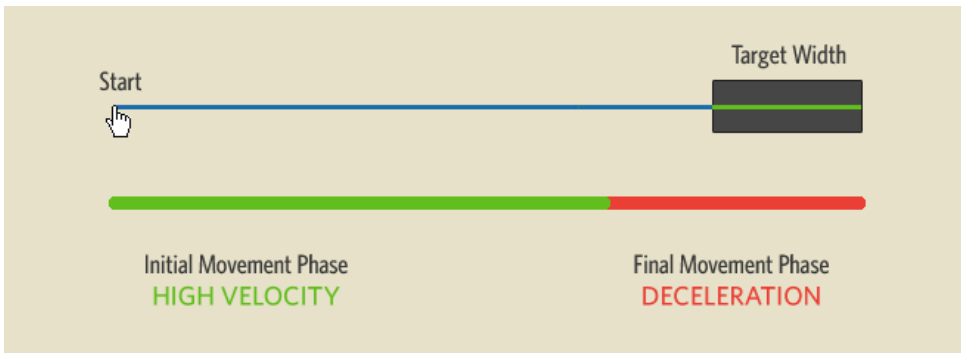 Target Width
Start
Initial Movement Phase
HIGH VELOCITY
Final Movement Phase
DECELERATION